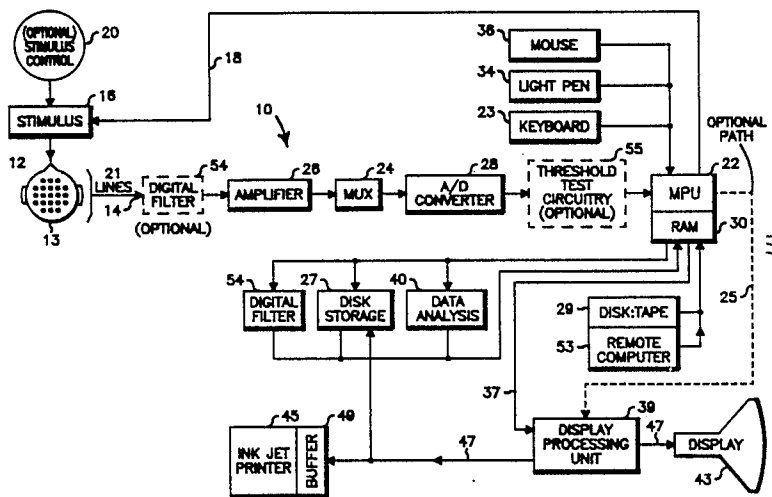 (OPTIONAL)
STIMULUS
CONTROL
20
18
16
STIMULUS
12
21
LINES
14
13
54
DIGITAL
FILTER
(OPTIONAL)
10
26
AMPLIFIER
24
MUX
28
A/D
CONVERTER
55
THRESHOLD
TEST
CIRCUITRY
(OPTIONAL)
36
MOUSE
34
LIGHT PEN
23
KEYBOARD
OPTIONAL
PATH
22
MPU
RAM
30
54
DIGITAL
FILTER
27
DISK
STORAGE
40
DATA
ANALYSIS
29
DISK:TAPE
53
REMOTE
COMPUTER
25
37
45
INK JET
PRINTER
49
BUFFER
47
39
DISPLAY
PROCESSING
UNIT
47
DISPLAY
43